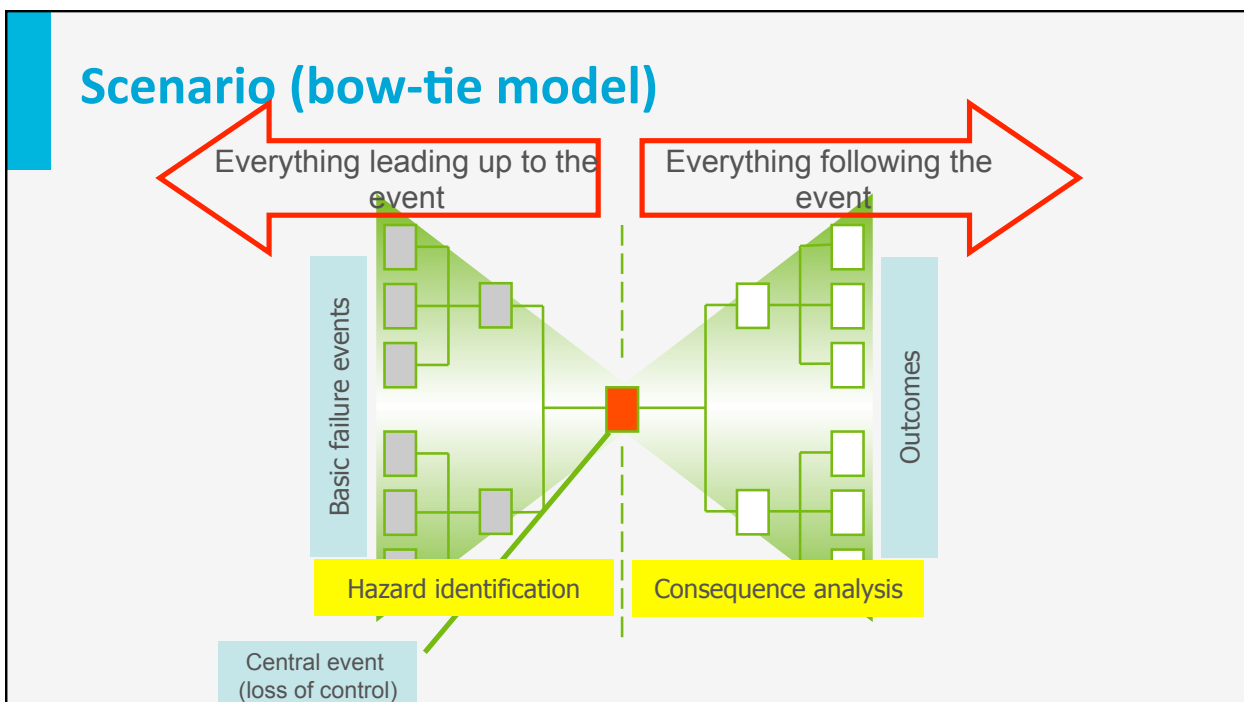 Scenario (bow-tie model)
Everything leading up to the
event
Everything following the
event
Basic failure events
Outcomes
Hazard identification
Consequence analysis
Central event
(loss of control)